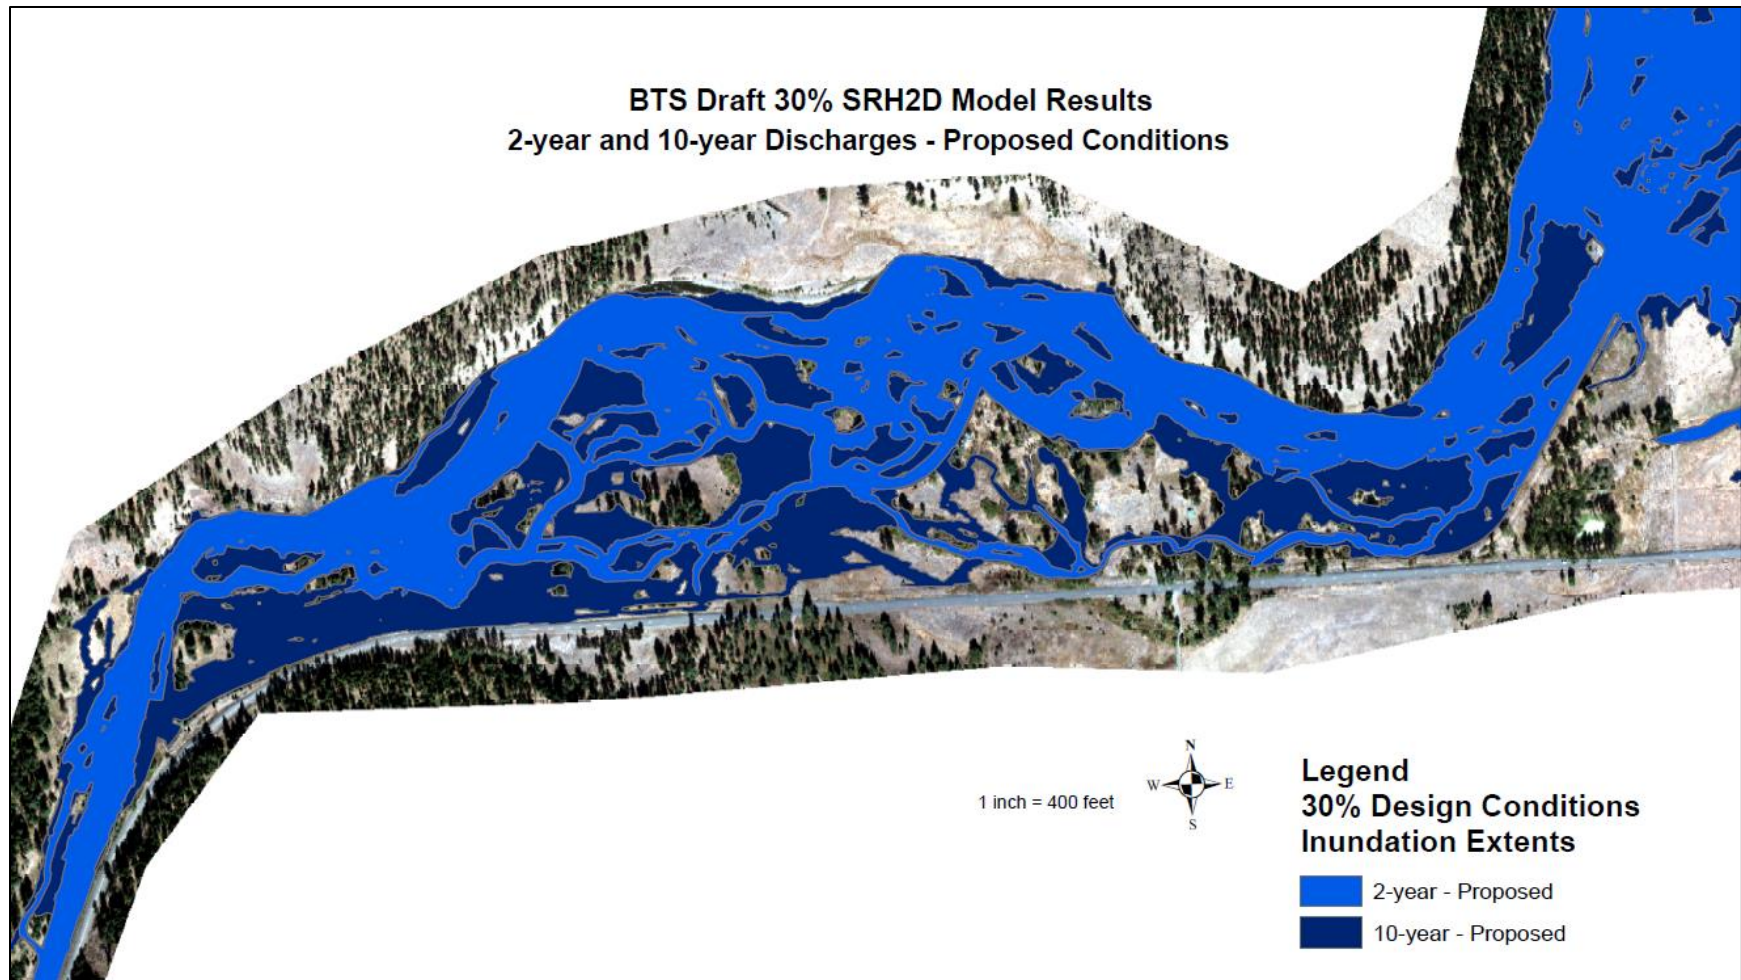 BTS Draft 30% SRH2D Model Results
2-year and 10-year Discharges - Proposed Conditions
1 inch = 400 feet
N
W
E
S
Legend
30% Design Conditions
Inundation Extents
2-year - Proposed
10-year - Proposed